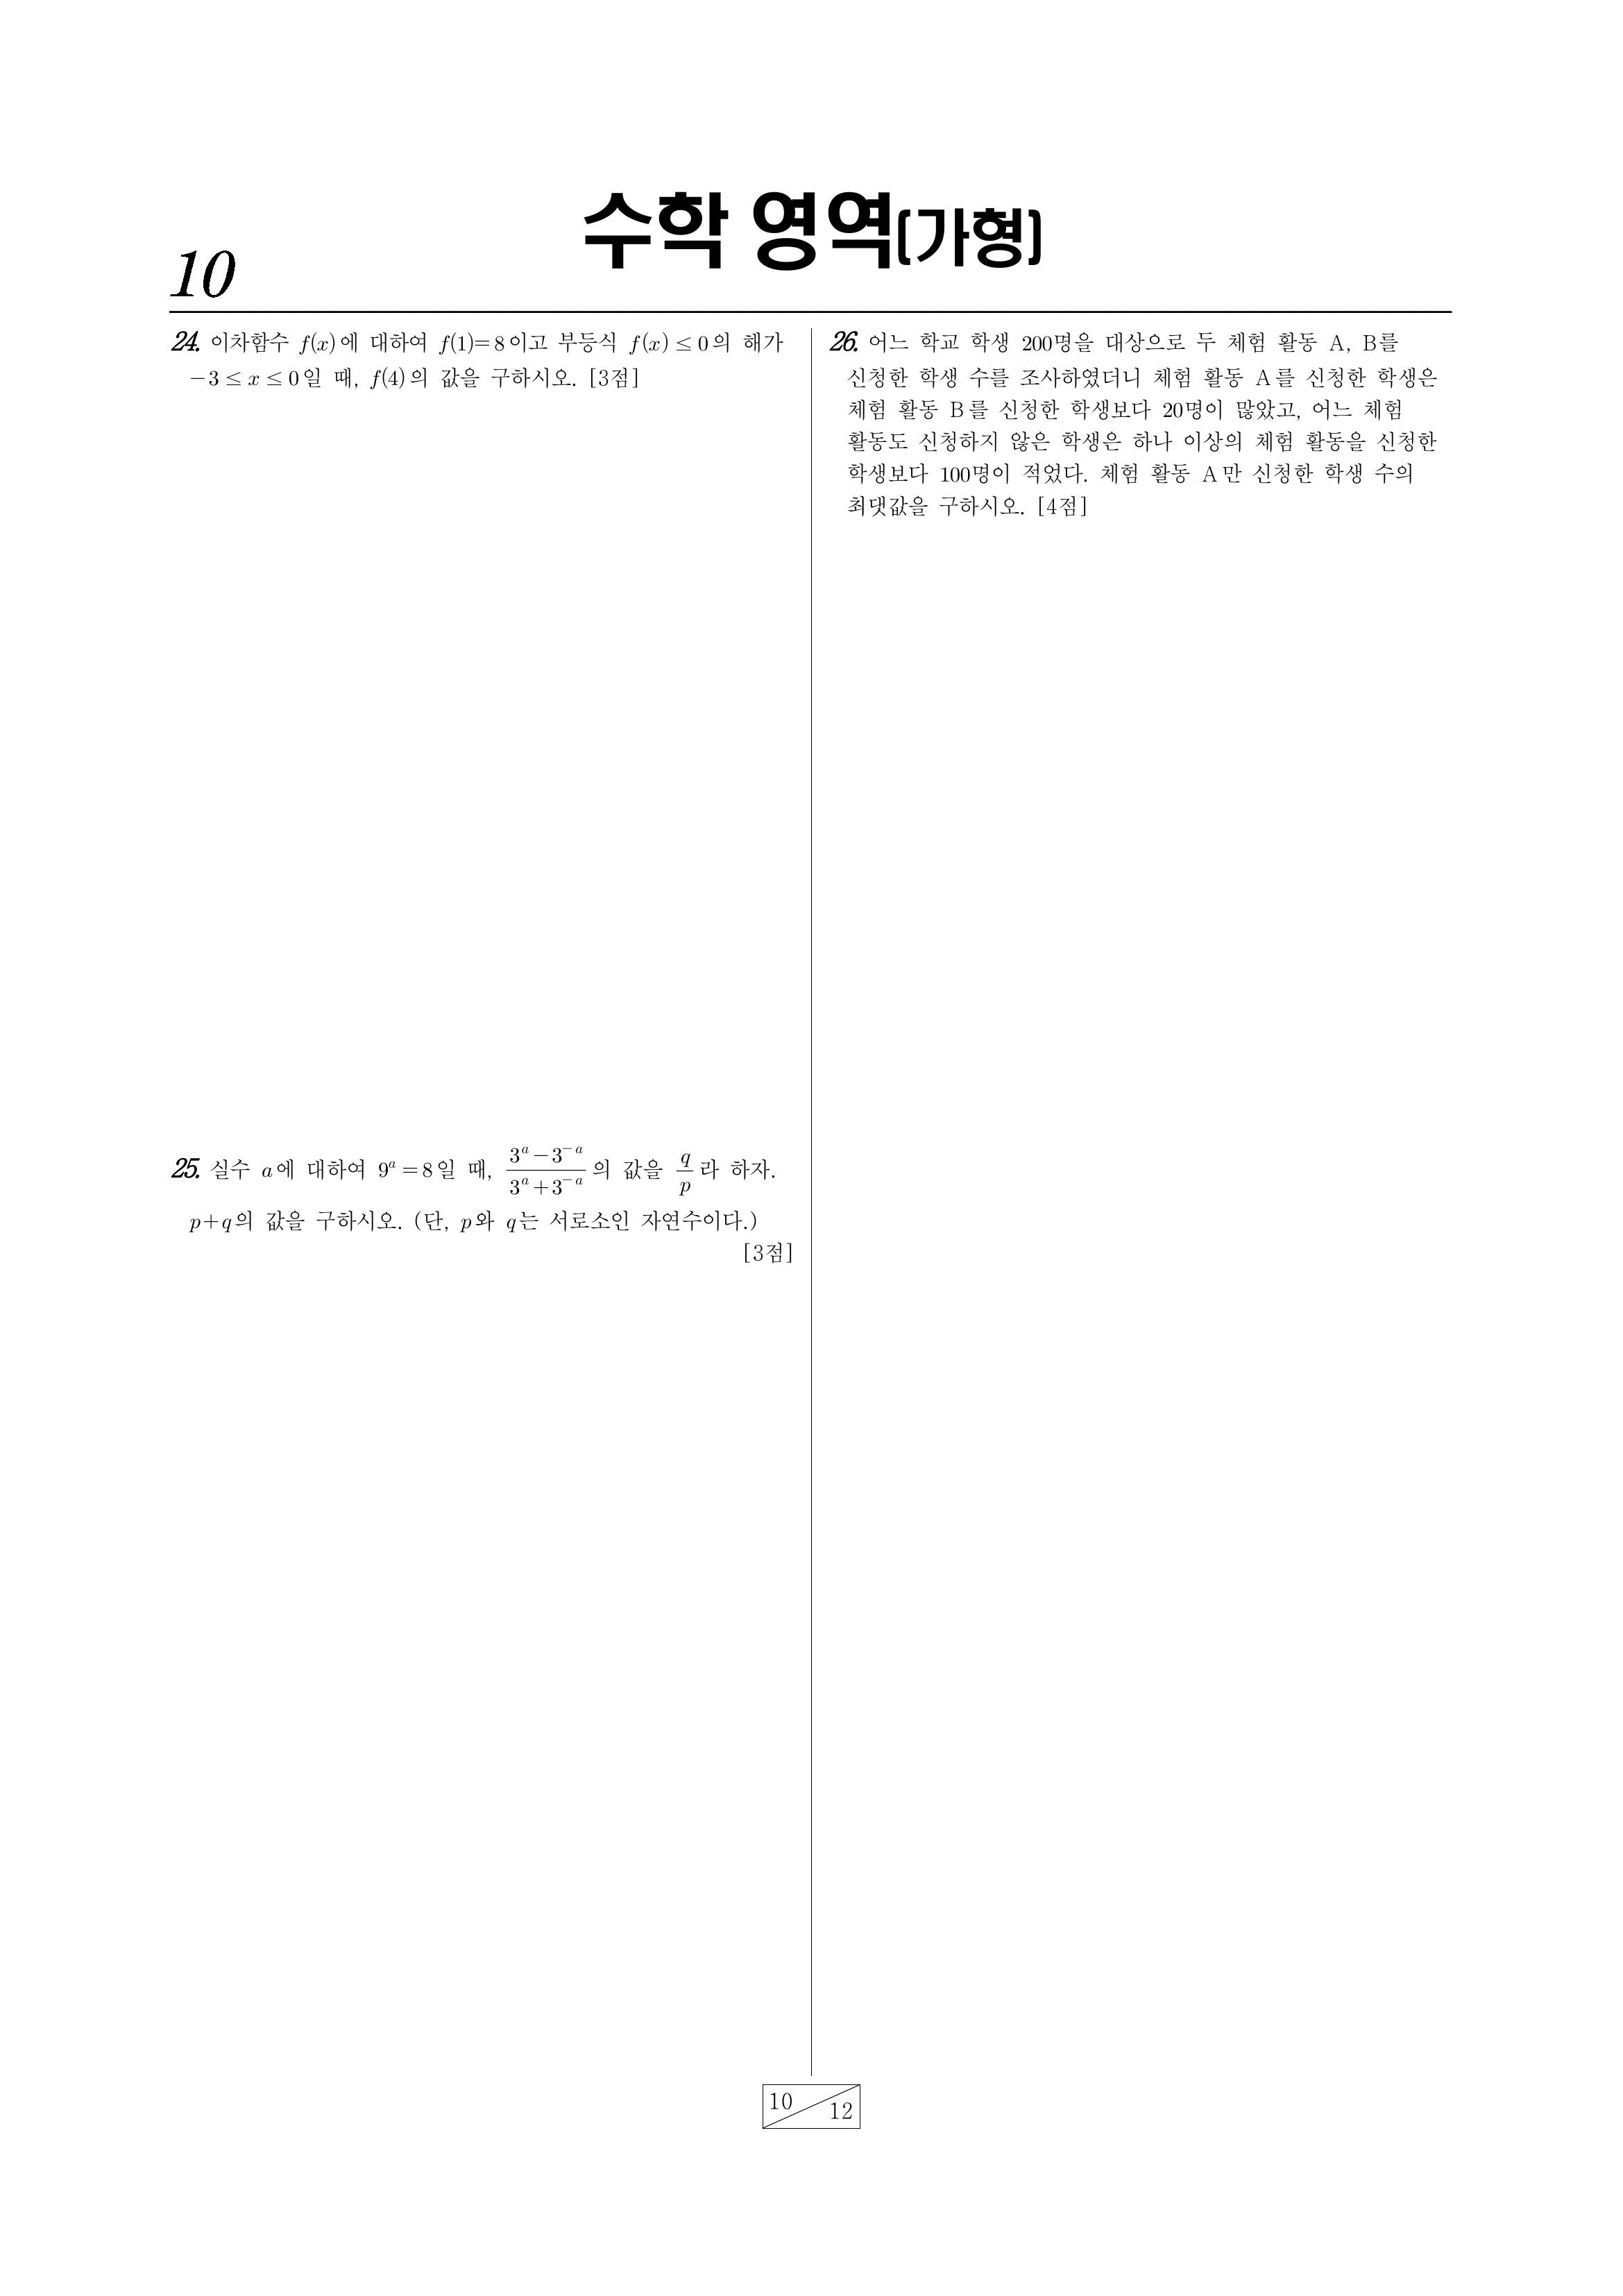 수학 영역(가형)
10
24. 이차함수 f(x)에 대하여 f(1)=8이고 부등식 f(x)≤0의 해가
-3≤x≤0일 때, f(4)의 값을 구하시오. [3점]
25. 실수 a에 대하여 9^a=8일 때, (3^a-3^-a)/(3^a+3^-a)의 값을 q/p라 하자.
p+q의 값을 구하시오. (단, p와 q는 서로소인 자연수이다.)
[3점]
26. 어느 학교 학생 200명을 대상으로 두 체험 활동 A, B를
신청한 학생 수를 조사하였더니 체험 활동 A를 신청한 학생은
체험 활동 B를 신청한 학생보다 20명이 많았고, 어느 체험
활동도 신청하지 않은 학생은 하나 이상의 체험 활동을 신청한
학생보다 100명이 적었다. 체험 활동 A만 신청한 학생 수의
최댓값을 구하시오. [4점]
10
12